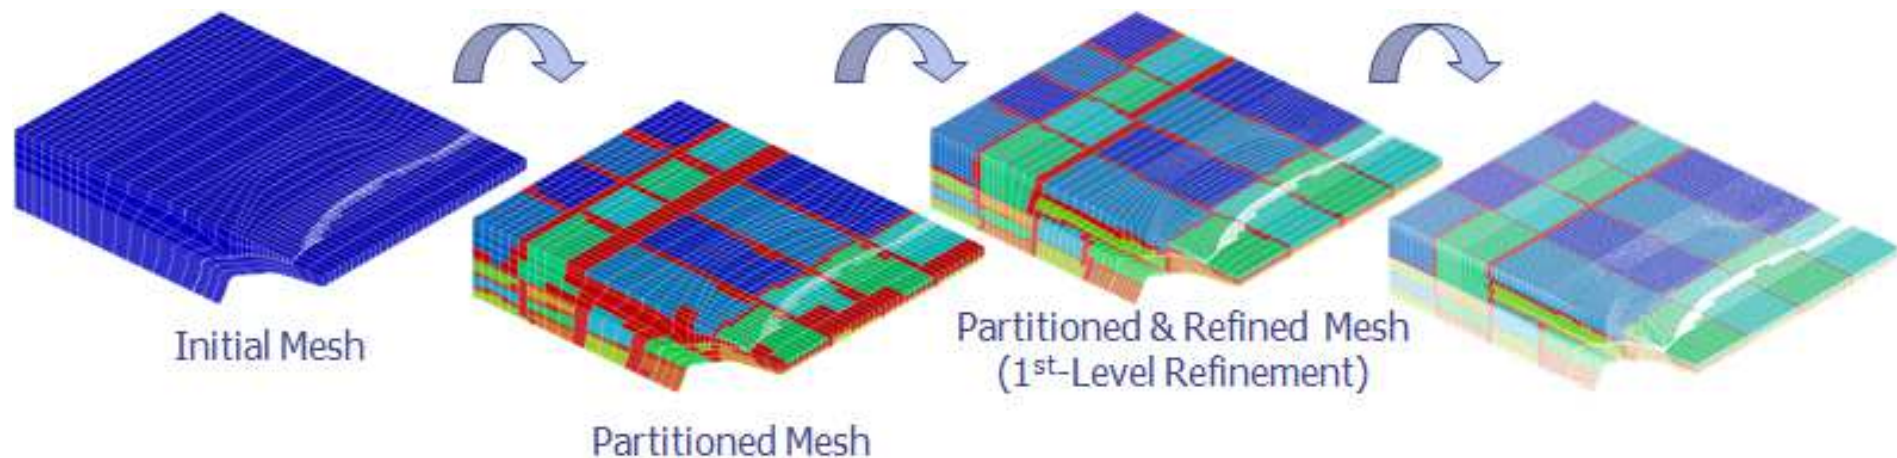 Initial Mesh
Partitioned Mesh
Partitioned & Refined Mesh
(1st-Level Refinement)